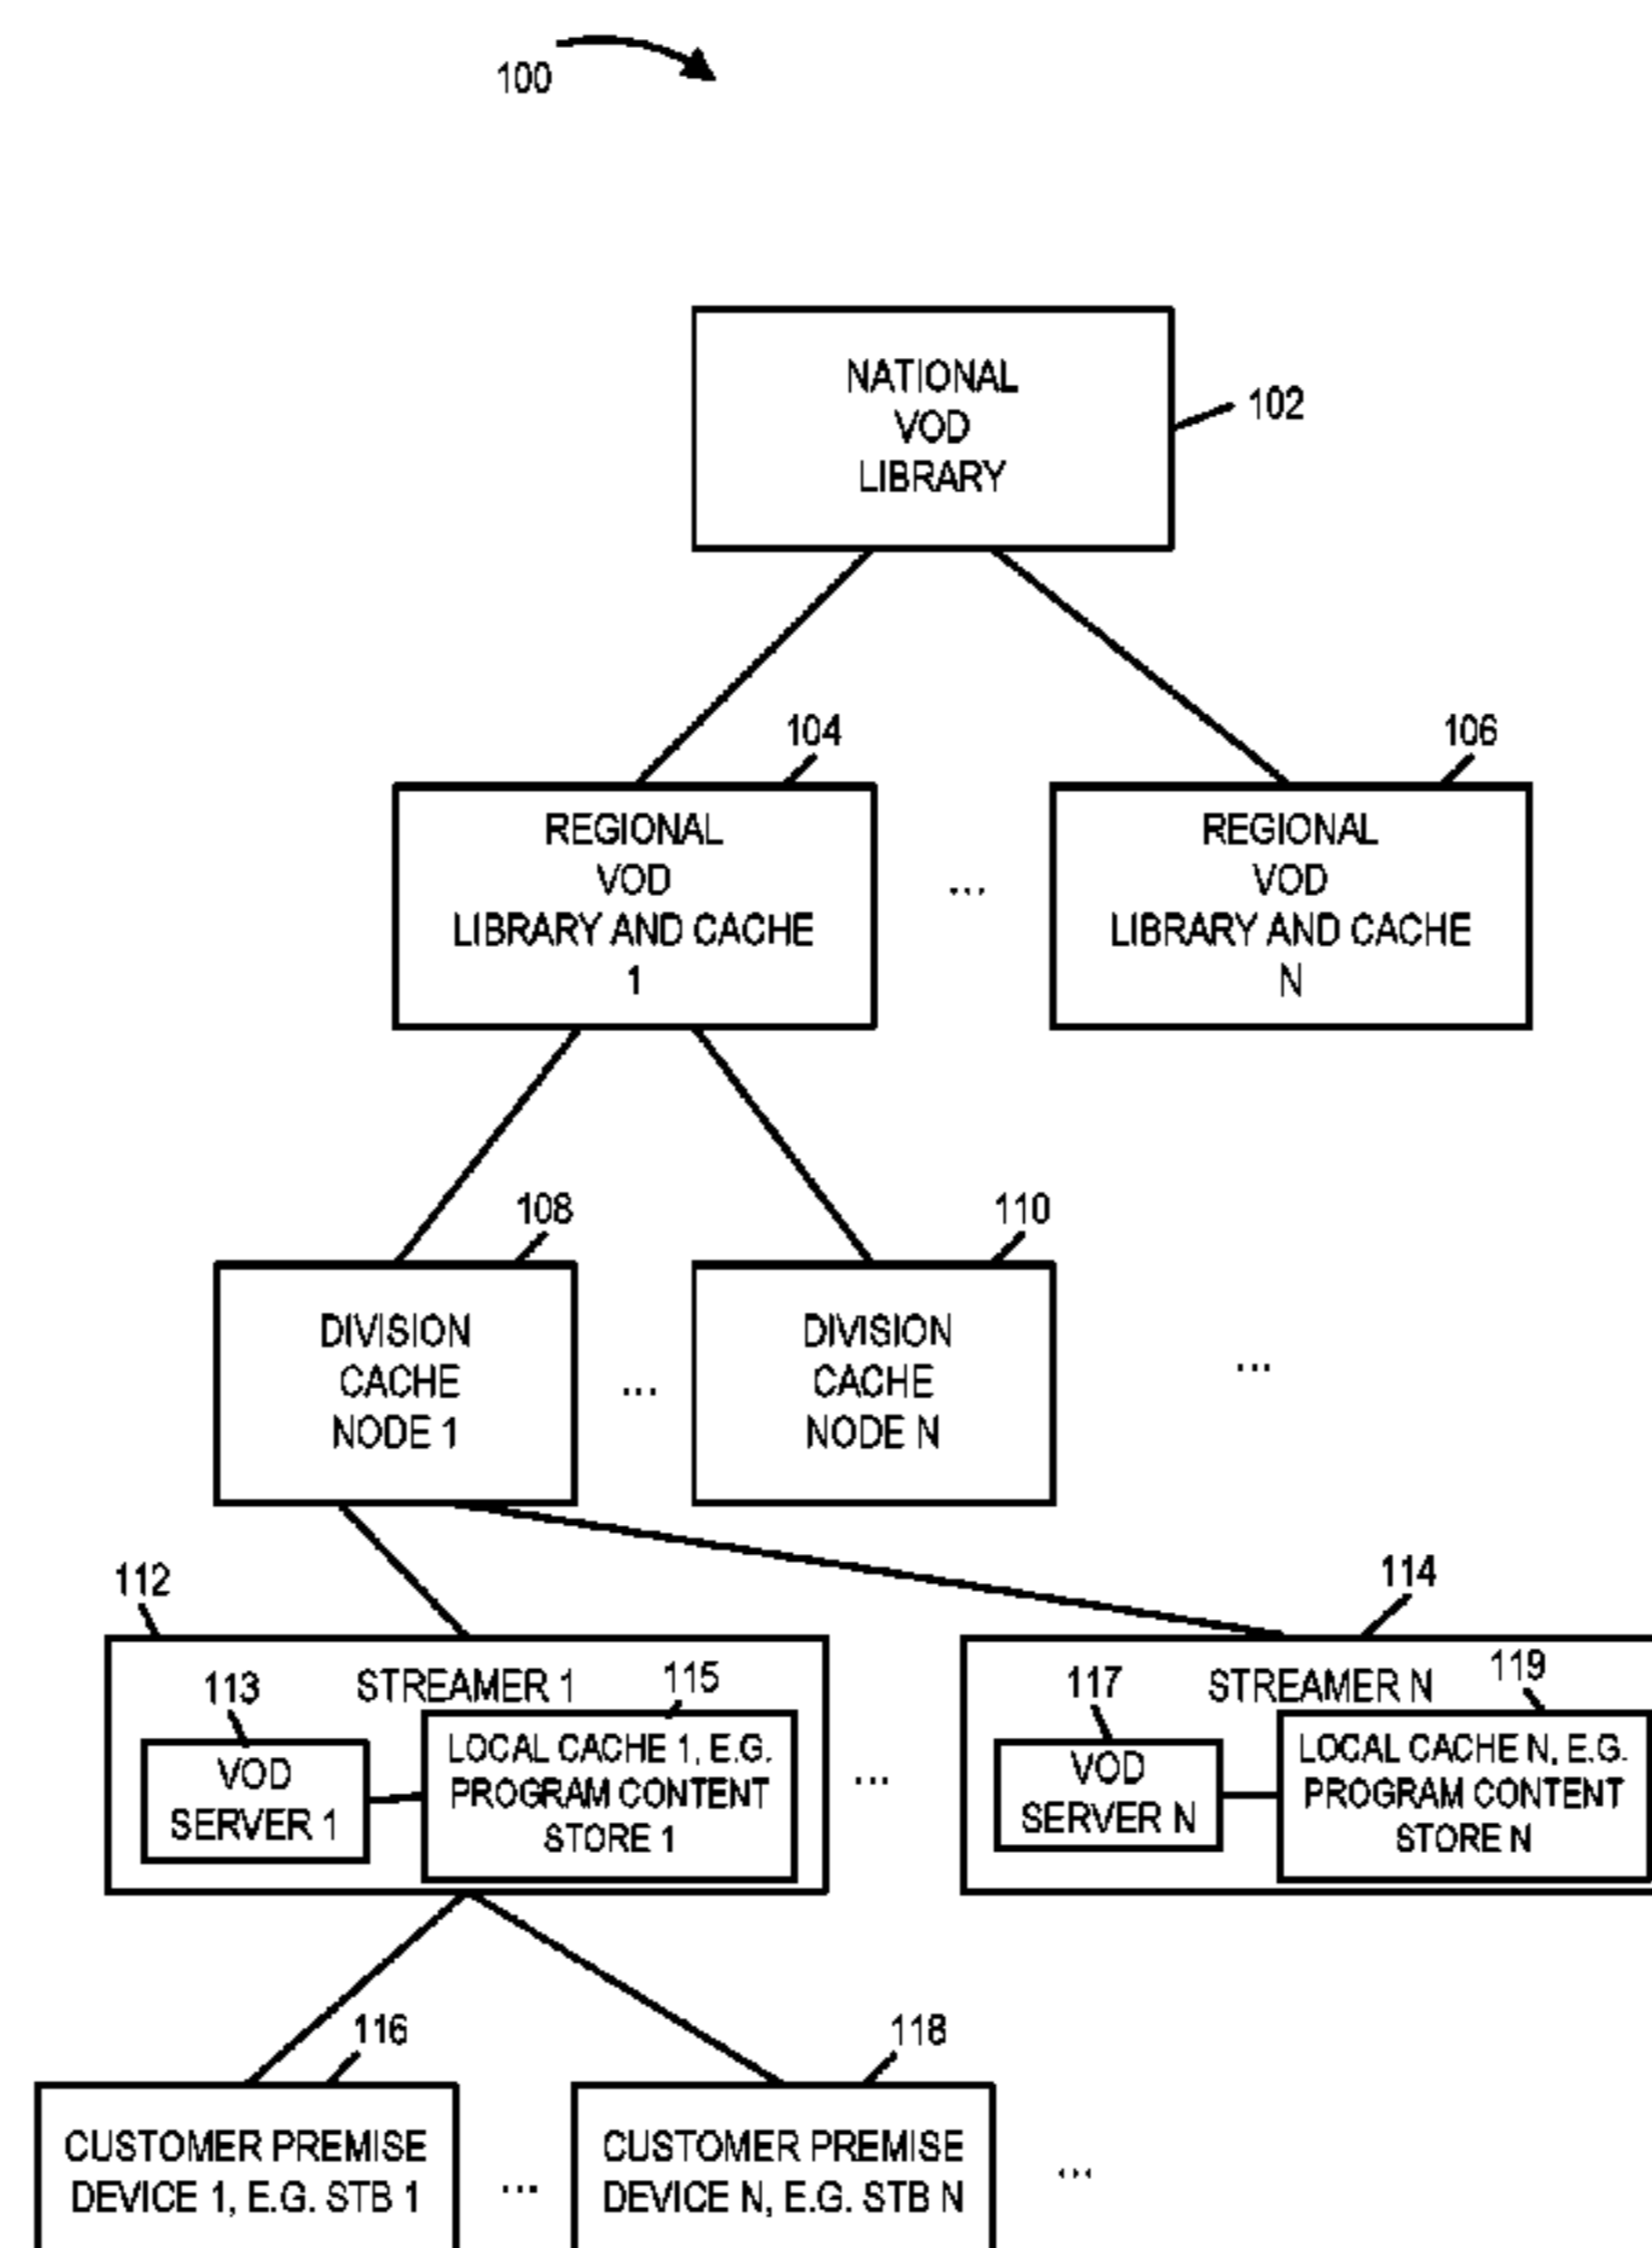 100
NATIONAL
VOD
LIBRARY
102
104
106
REGIONAL
VOD
LIBRARY AND CACHE
1
...
REGIONAL
VOD
LIBRARY AND CACHE
N
108
110
DIVISION
CACHE
NODE 1
...
DIVISION
CACHE
NODE N
...
112
114
STREAMER 1
113
115
VOD
SERVER 1
LOCAL CACHE 1, E.G.
PROGRAM CONTENT
STORE 1
...
STREAMER N
117
119
VOD
SERVER N
LOCAL CACHE N, E.G.
PROGRAM CONTENT
STORE N
116
118
CUSTOMER PREMISE
DEVICE 1, E.G. STB 1
...
CUSTOMER PREMISE
DEVICE N, E.G. STB N
...